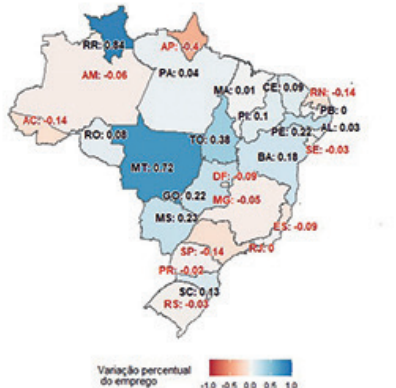 RR: 0.84
AP: -0.4
AM: -0.06
PA: 0.04
MA: 0.01
CE: 0.09
RN: -0.14
PB: 0
PI: 0.1
PE: 0.22
AL: 0.03
AC: -0.14
RO: 0.08
TO: 0.38
SE: -0.03
BA: 0.18
MT: 0.72
DF: -0.09
GO: 0.22
MG: -0.05
MS: 0.23
ES: -0.09
SP: -0.14
RJ: 0
PR: -0.02
SC: 0.13
RS: -0.03
Variação percentual
do emprego
-1.0 -0.5 0.0 0.5 1.0